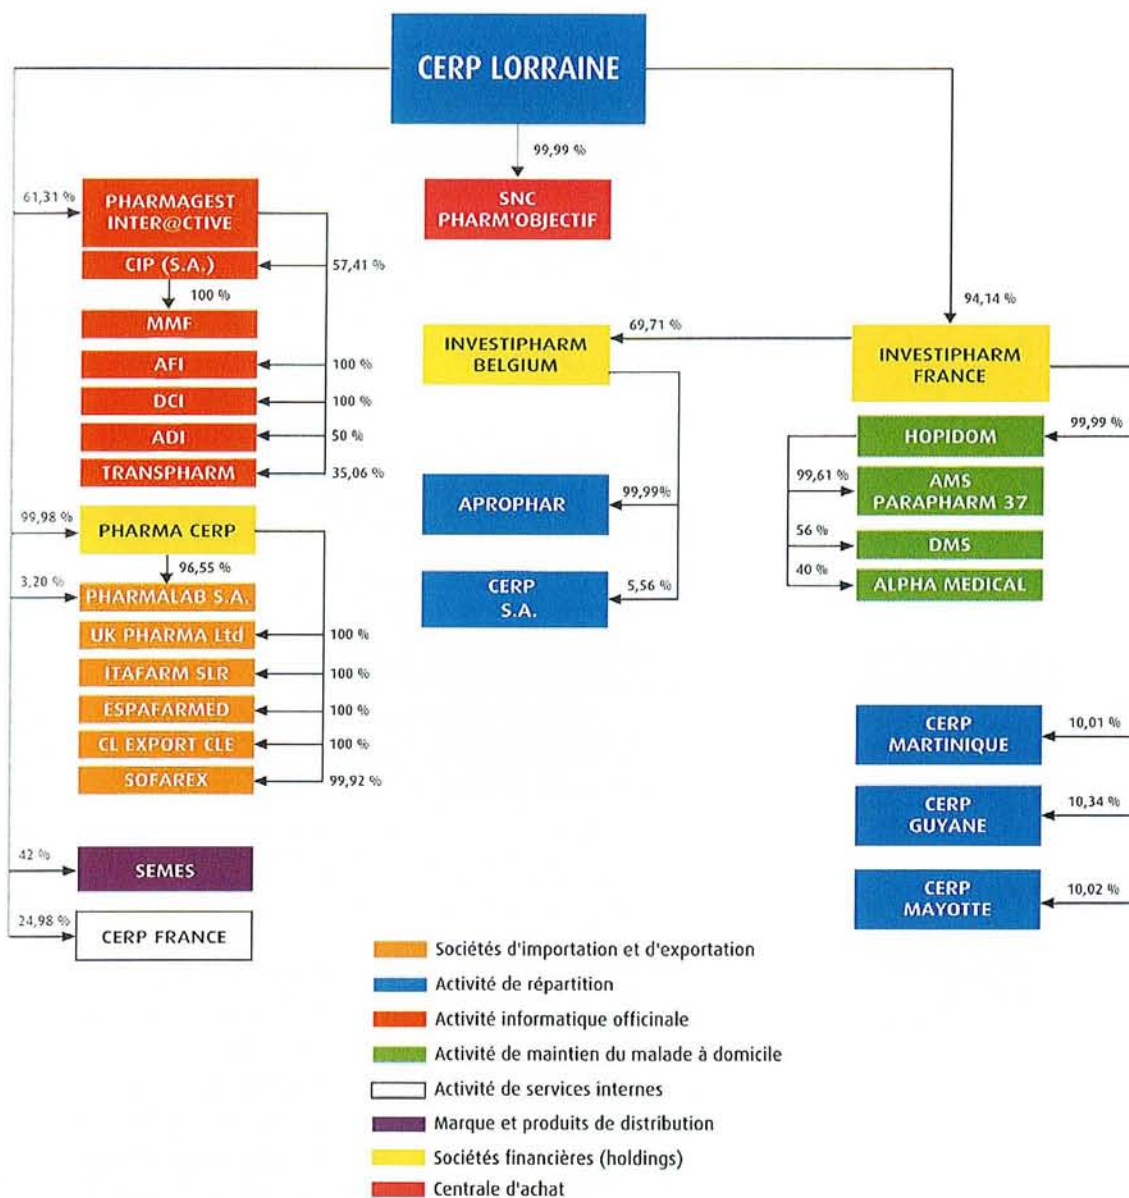 CERP LORRAINE
99,99 %
SNC
PHARM'OBJECTIF
61,31 %
PHARMAGEST
INTER@CTIVE
CIP (S.A.)
57,41 %
100 %
MMF
AFI
100 %
DCI
100 %
ADI
50 %
TRANSPHARM
35,06 %
99,98 %
PHARMA CERP
96,55 %
3,20 %
PHARMALAB S.A.
UK PHARMA Ltd
100 %
ITAFARM SLR
100 %
ESPAFARMED
100 %
CL EXPORT CLE
100 %
SOFAREX
99,92 %
42 %
SEMES
24,98 %
CERP FRANCE
94,14 %
69,71 %
INVESTIPHARM
BELGIUM
INVESTIPHARM
FRANCE
APROPHAR
99,99%
CERP
S.A.
5,56 %
HOPIDOM
99,99 %
99,61 %
AMS
PARAPHARM 37
56 %
DMS
40 %
ALPHA MEDICAL
CERP
MARTINIQUE
10,01 %
CERP
GUYANE
10,34 %
CERP
MAYOTTE
10,02 %
Sociétés d'importation et d'exportation
Activité de répartition
Activité informatique officinale
Activité de maintien du malade à domicile
Activité de services internes
Marque et produits de distribution
Sociétés financières (holdings)
Centrale d'achat